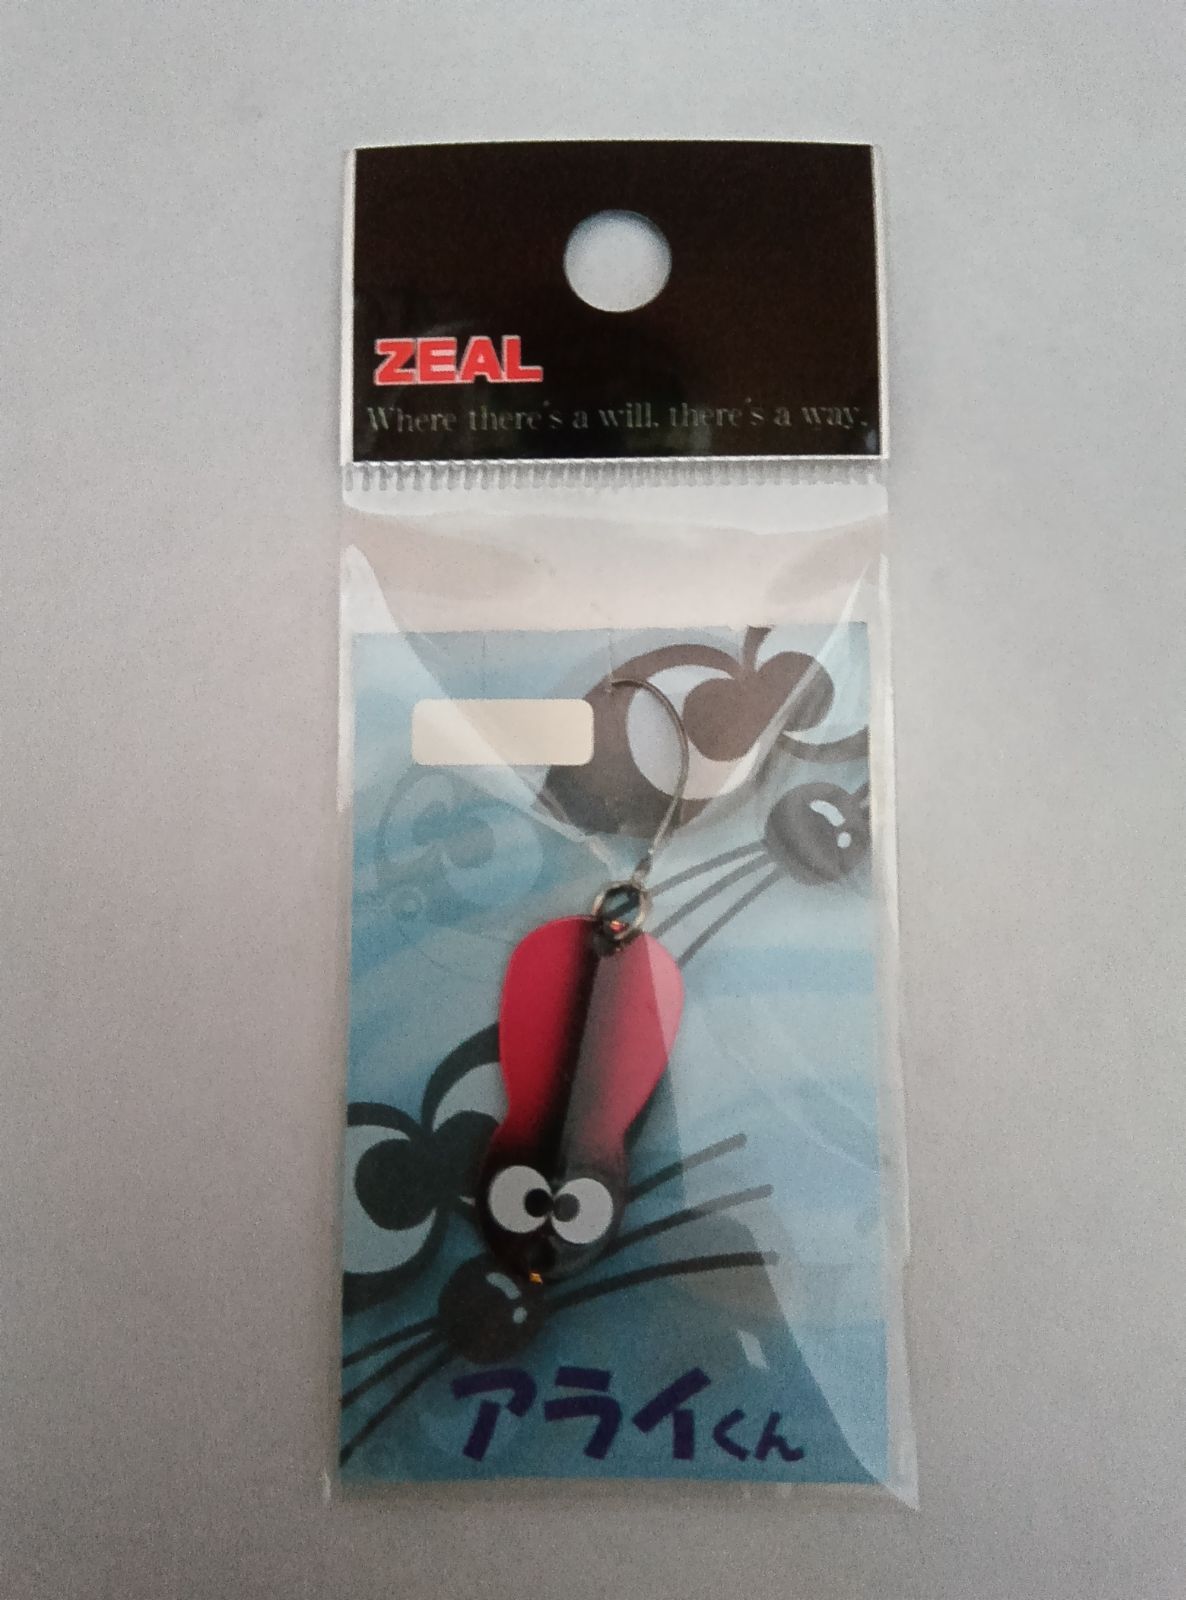 ZEAL
Where there's a will, there's a way.
アライくん